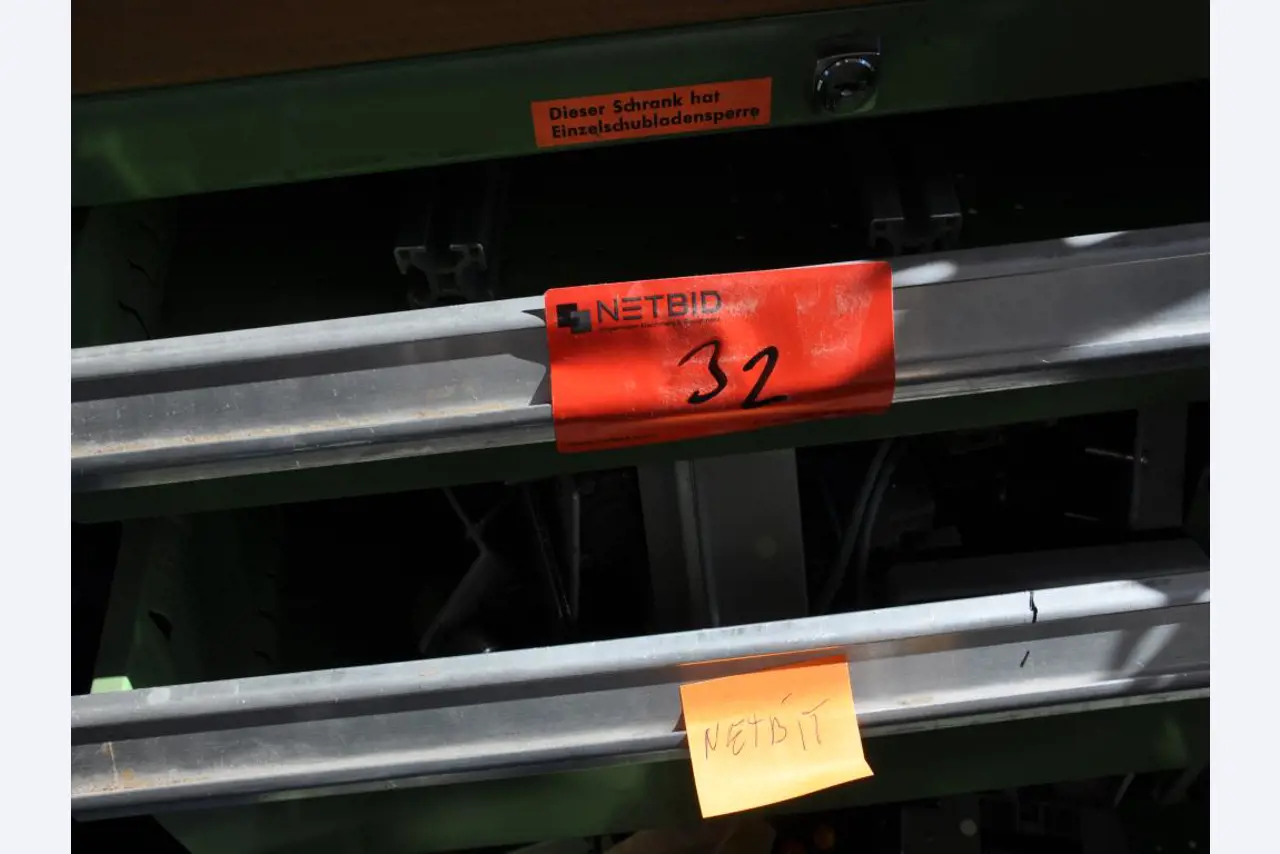 Dieser Schrank hat
Einzelschubladensperre
NETBID
32
NETBIT